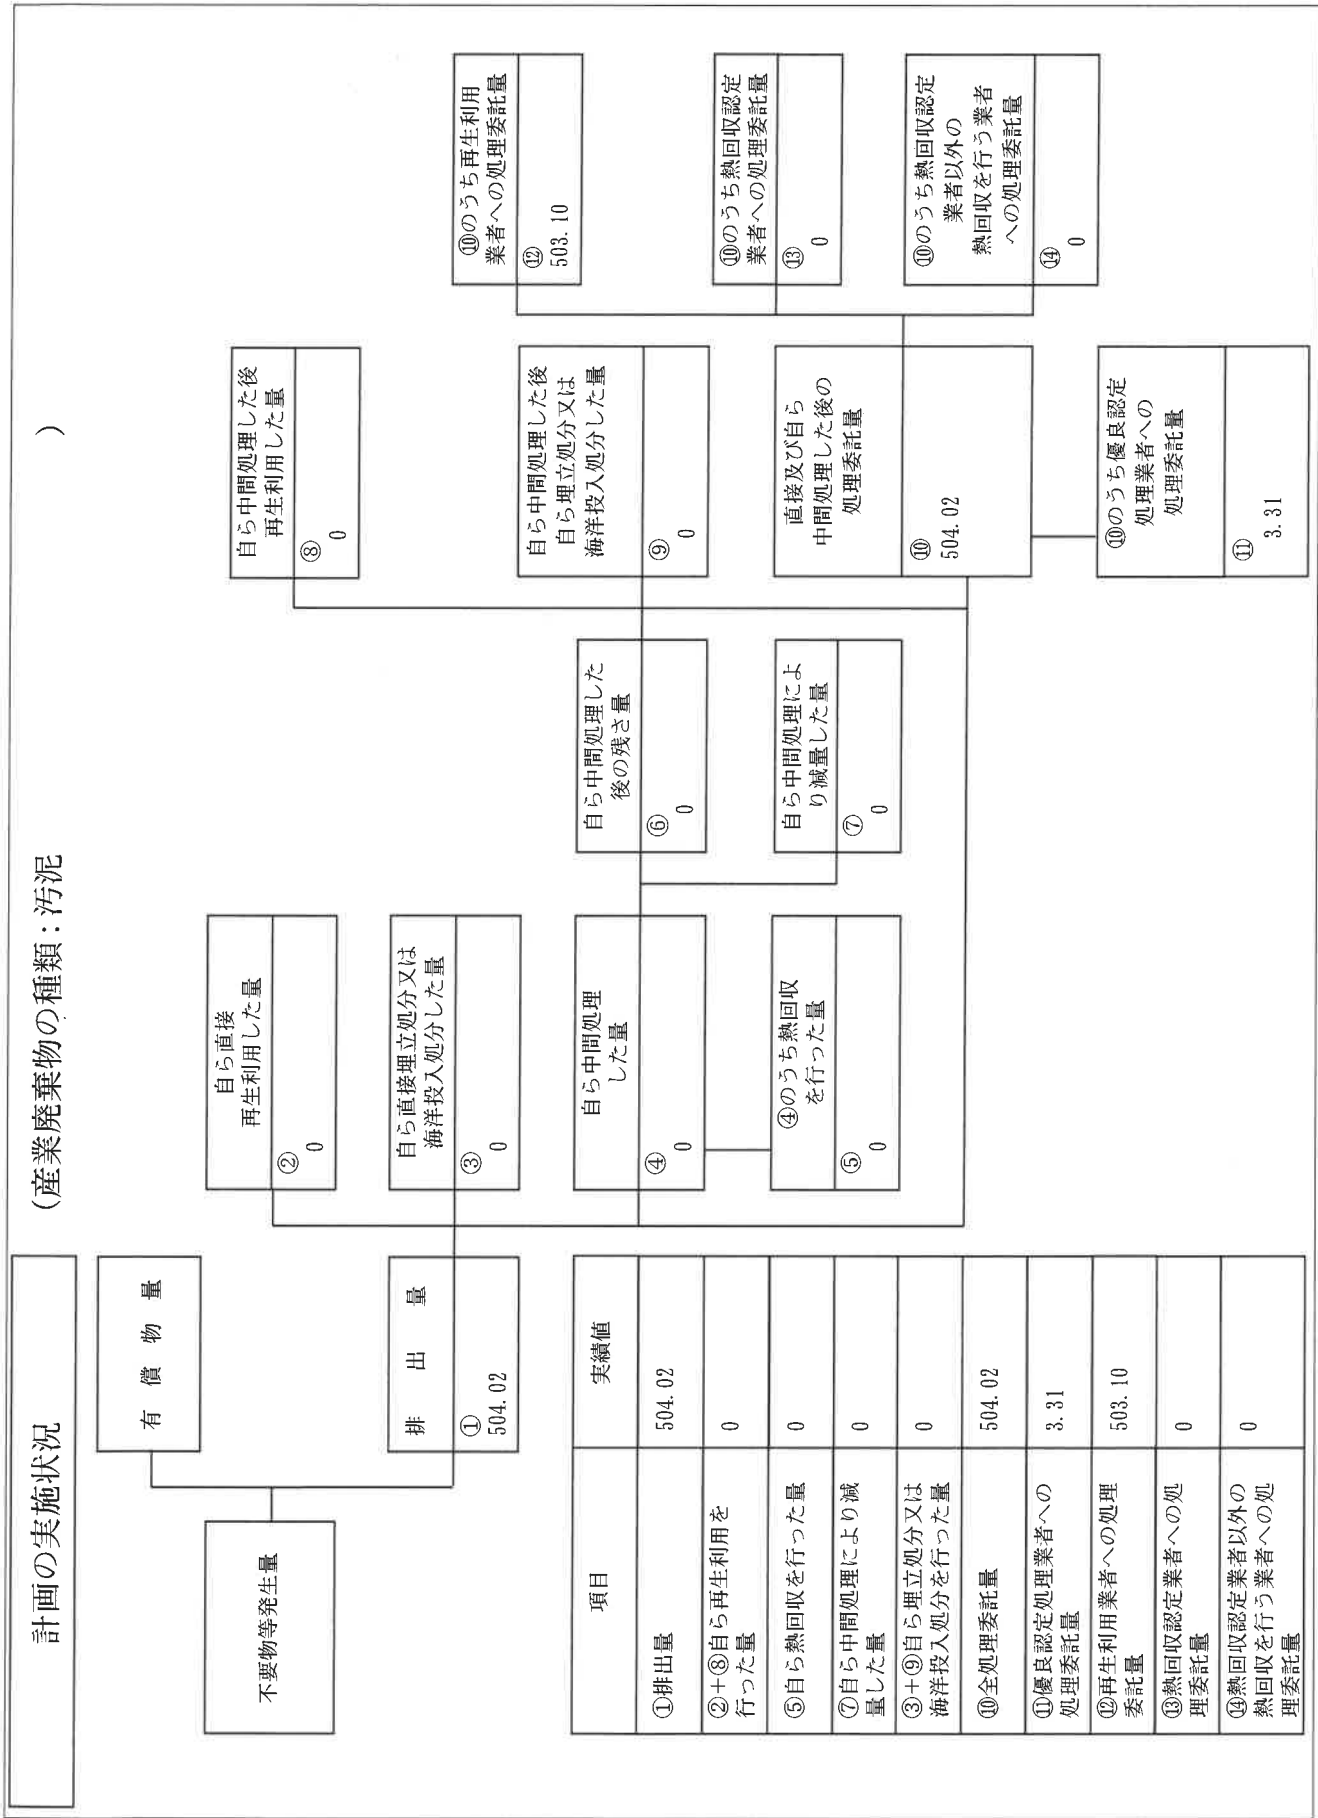 計画の実施状況
(産業廃棄物の種類：汚泥 )
不要物等発生量
有償物量
排出量
①
504.02
自ら直接
再生利用した量
②
0
自ら直接埋立処分又は
海洋投入処分した量
③
0
自ら中間処理
した量
④
0
④のうち熱回収
を行った量
⑤
0
自ら中間処理した
後の残さ量
⑥
0
自ら中間処理によ
り減量した量
⑦
0
自ら中間処理した後
再生利用した量
⑧
0
自ら中間処理した後
自ら埋立処分又は
海洋投入処分した量
⑨
0
直接及び自ら
中間処理した後の
処理委託量
⑩
504.02
⑩のうち優良認定
処理業者への
処理委託量
⑪
3.31
⑩のうち再生利用
業者への処理委託量
⑫
503.10
⑩のうち熱回収認定
業者への処理委託量
⑬
0
⑩のうち熱回収認定
業者以外の
熱回収を行う業者
への処理委託量
⑭
0
項目 実績値
①排出量 504.02
②+⑧自ら再生利用を
行った量 0
⑤自ら熱回収を行った量 0
⑦自ら中間処理により減
量した量 0
③+⑨自ら埋立処分又は
海洋投入処分を行った量 0
⑩全処理委託量 504.02
⑪優良認定処理業者への
処理委託量 3.31
⑫再生利用業者への処理
委託量 503.10
⑬熱回収認定業者への処
理委託量 0
⑭熱回収認定業者以外の
熱回収を行う業者への処
理委託量 0